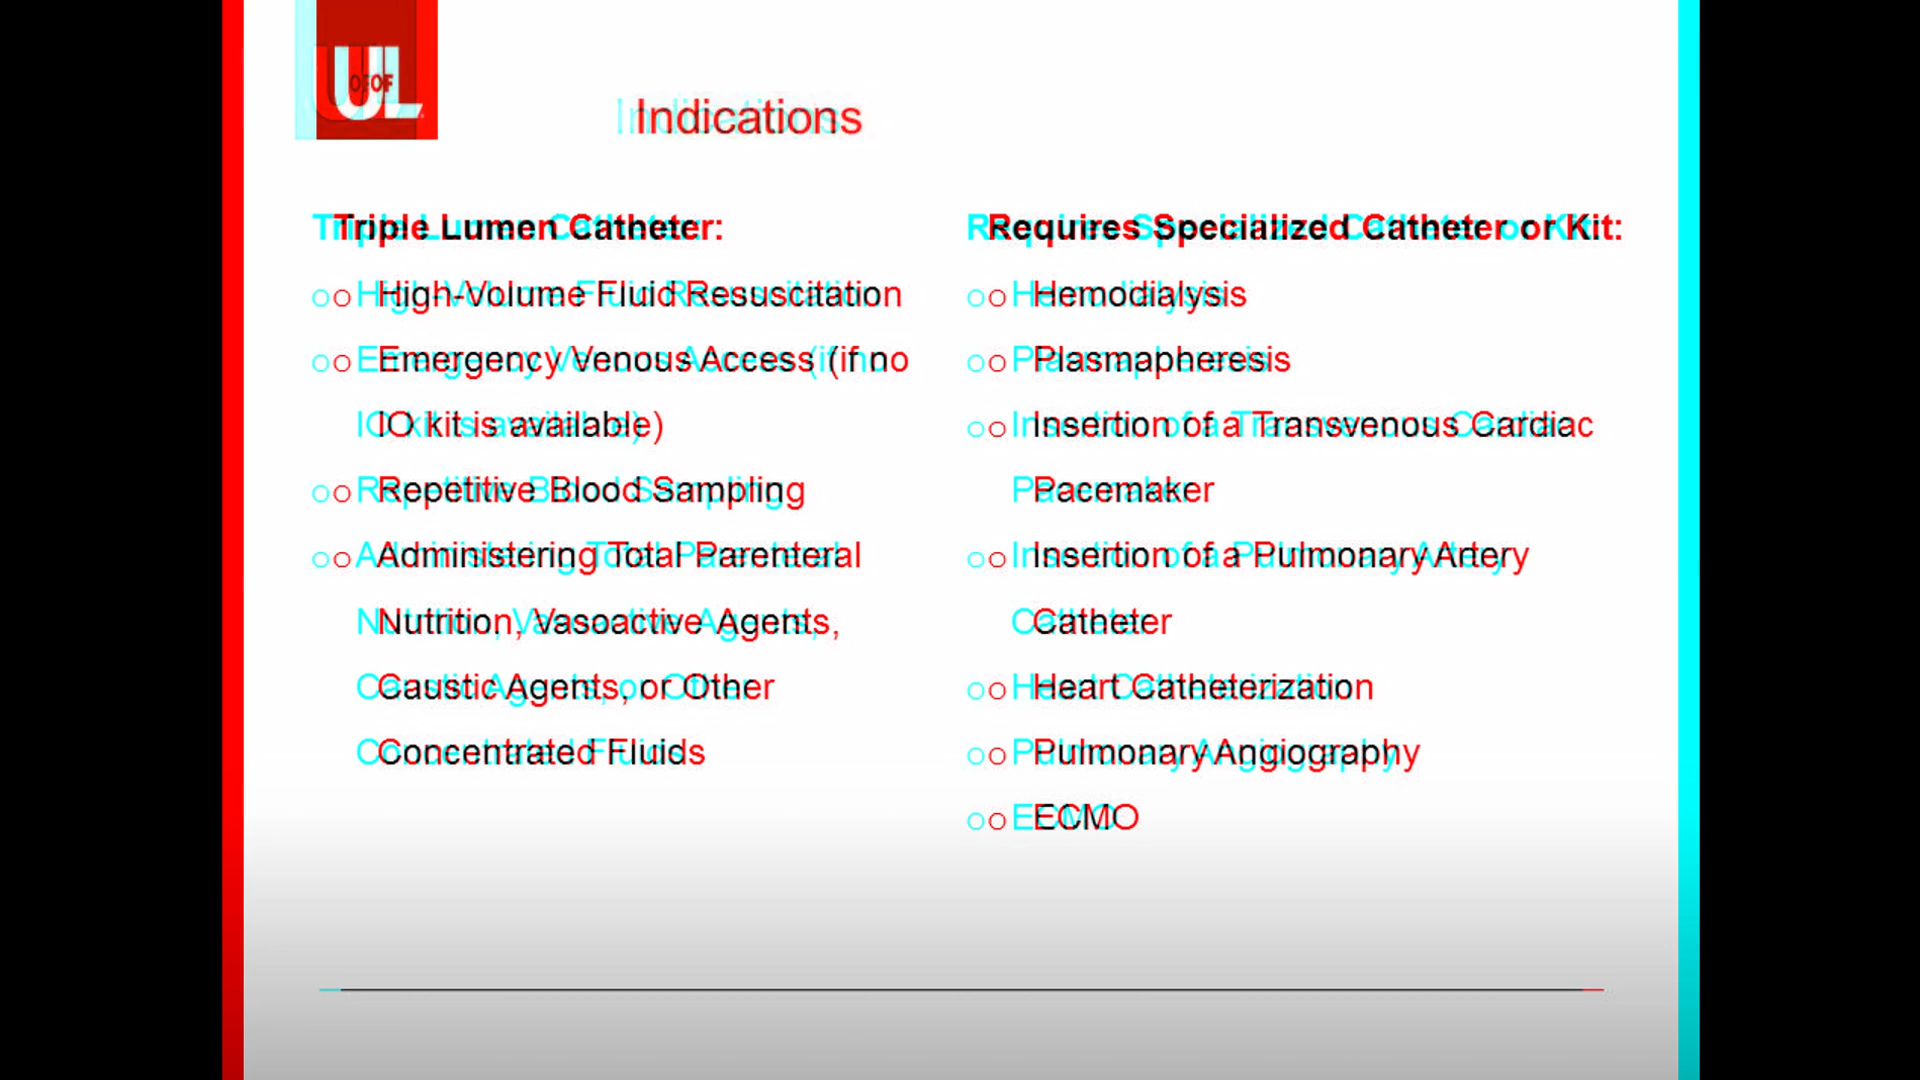 U OF L
Indications
Triple Lumen Catheter:
o High-Volume Fluid Resuscitation
o Emergency Venous Access (if no
IO kit is available)
o Repetitive Blood Sampling
o Administering Total Parenteral
Nutrition, Vasoactive Agents,
Caustic Agents, or Other
Concentrated Fluids
Requires Specialized Catheter or Kit:
o Hemodialysis
o Plasmapheresis
o Insertion of a Transvenous Cardiac
Pacemaker
o Insertion of a Pulmonary Artery
Catheter
o Heart Catheterization
o Pulmonary Angiography
o ECMO